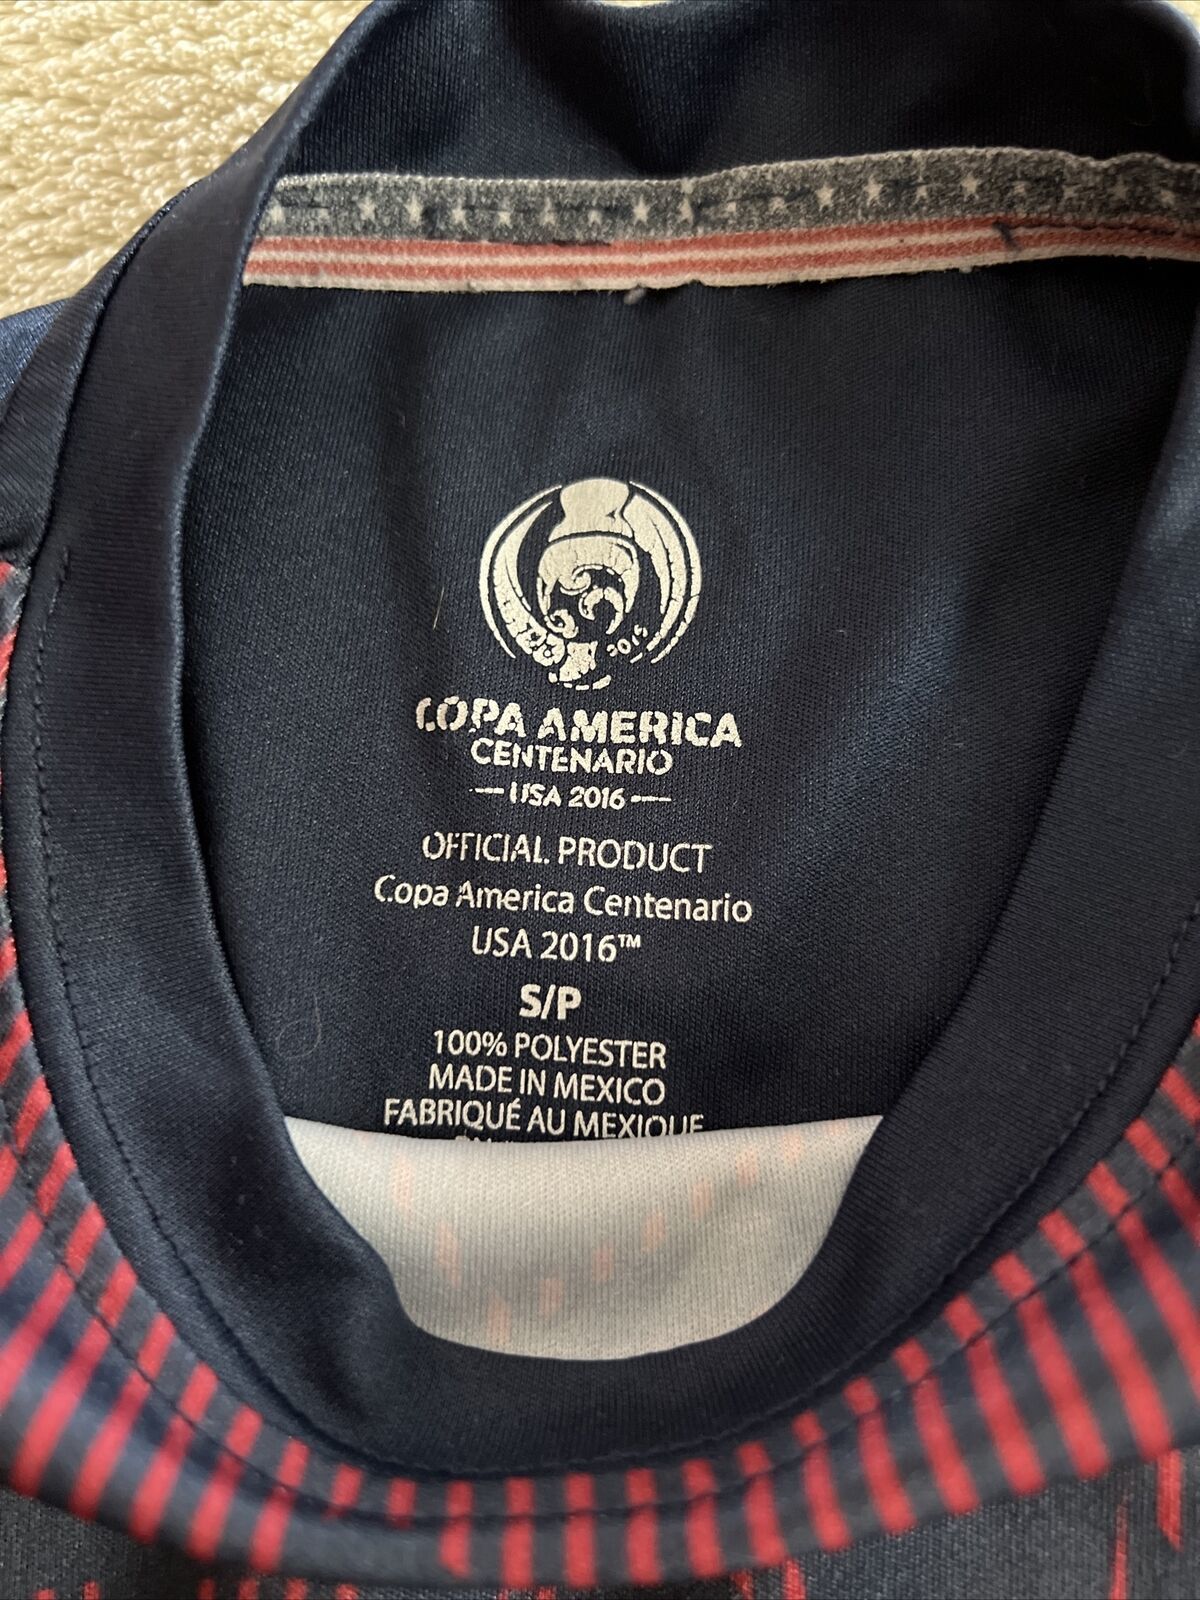 COPA AMERICA
CENTENARIO
— USA 2016 —
OFFICIAL PRODUCT
Copa America Centenario
USA 2016™
S/P
100% POLYESTER
MADE IN MEXICO
FABRIQUÉ AU MEXIQUE